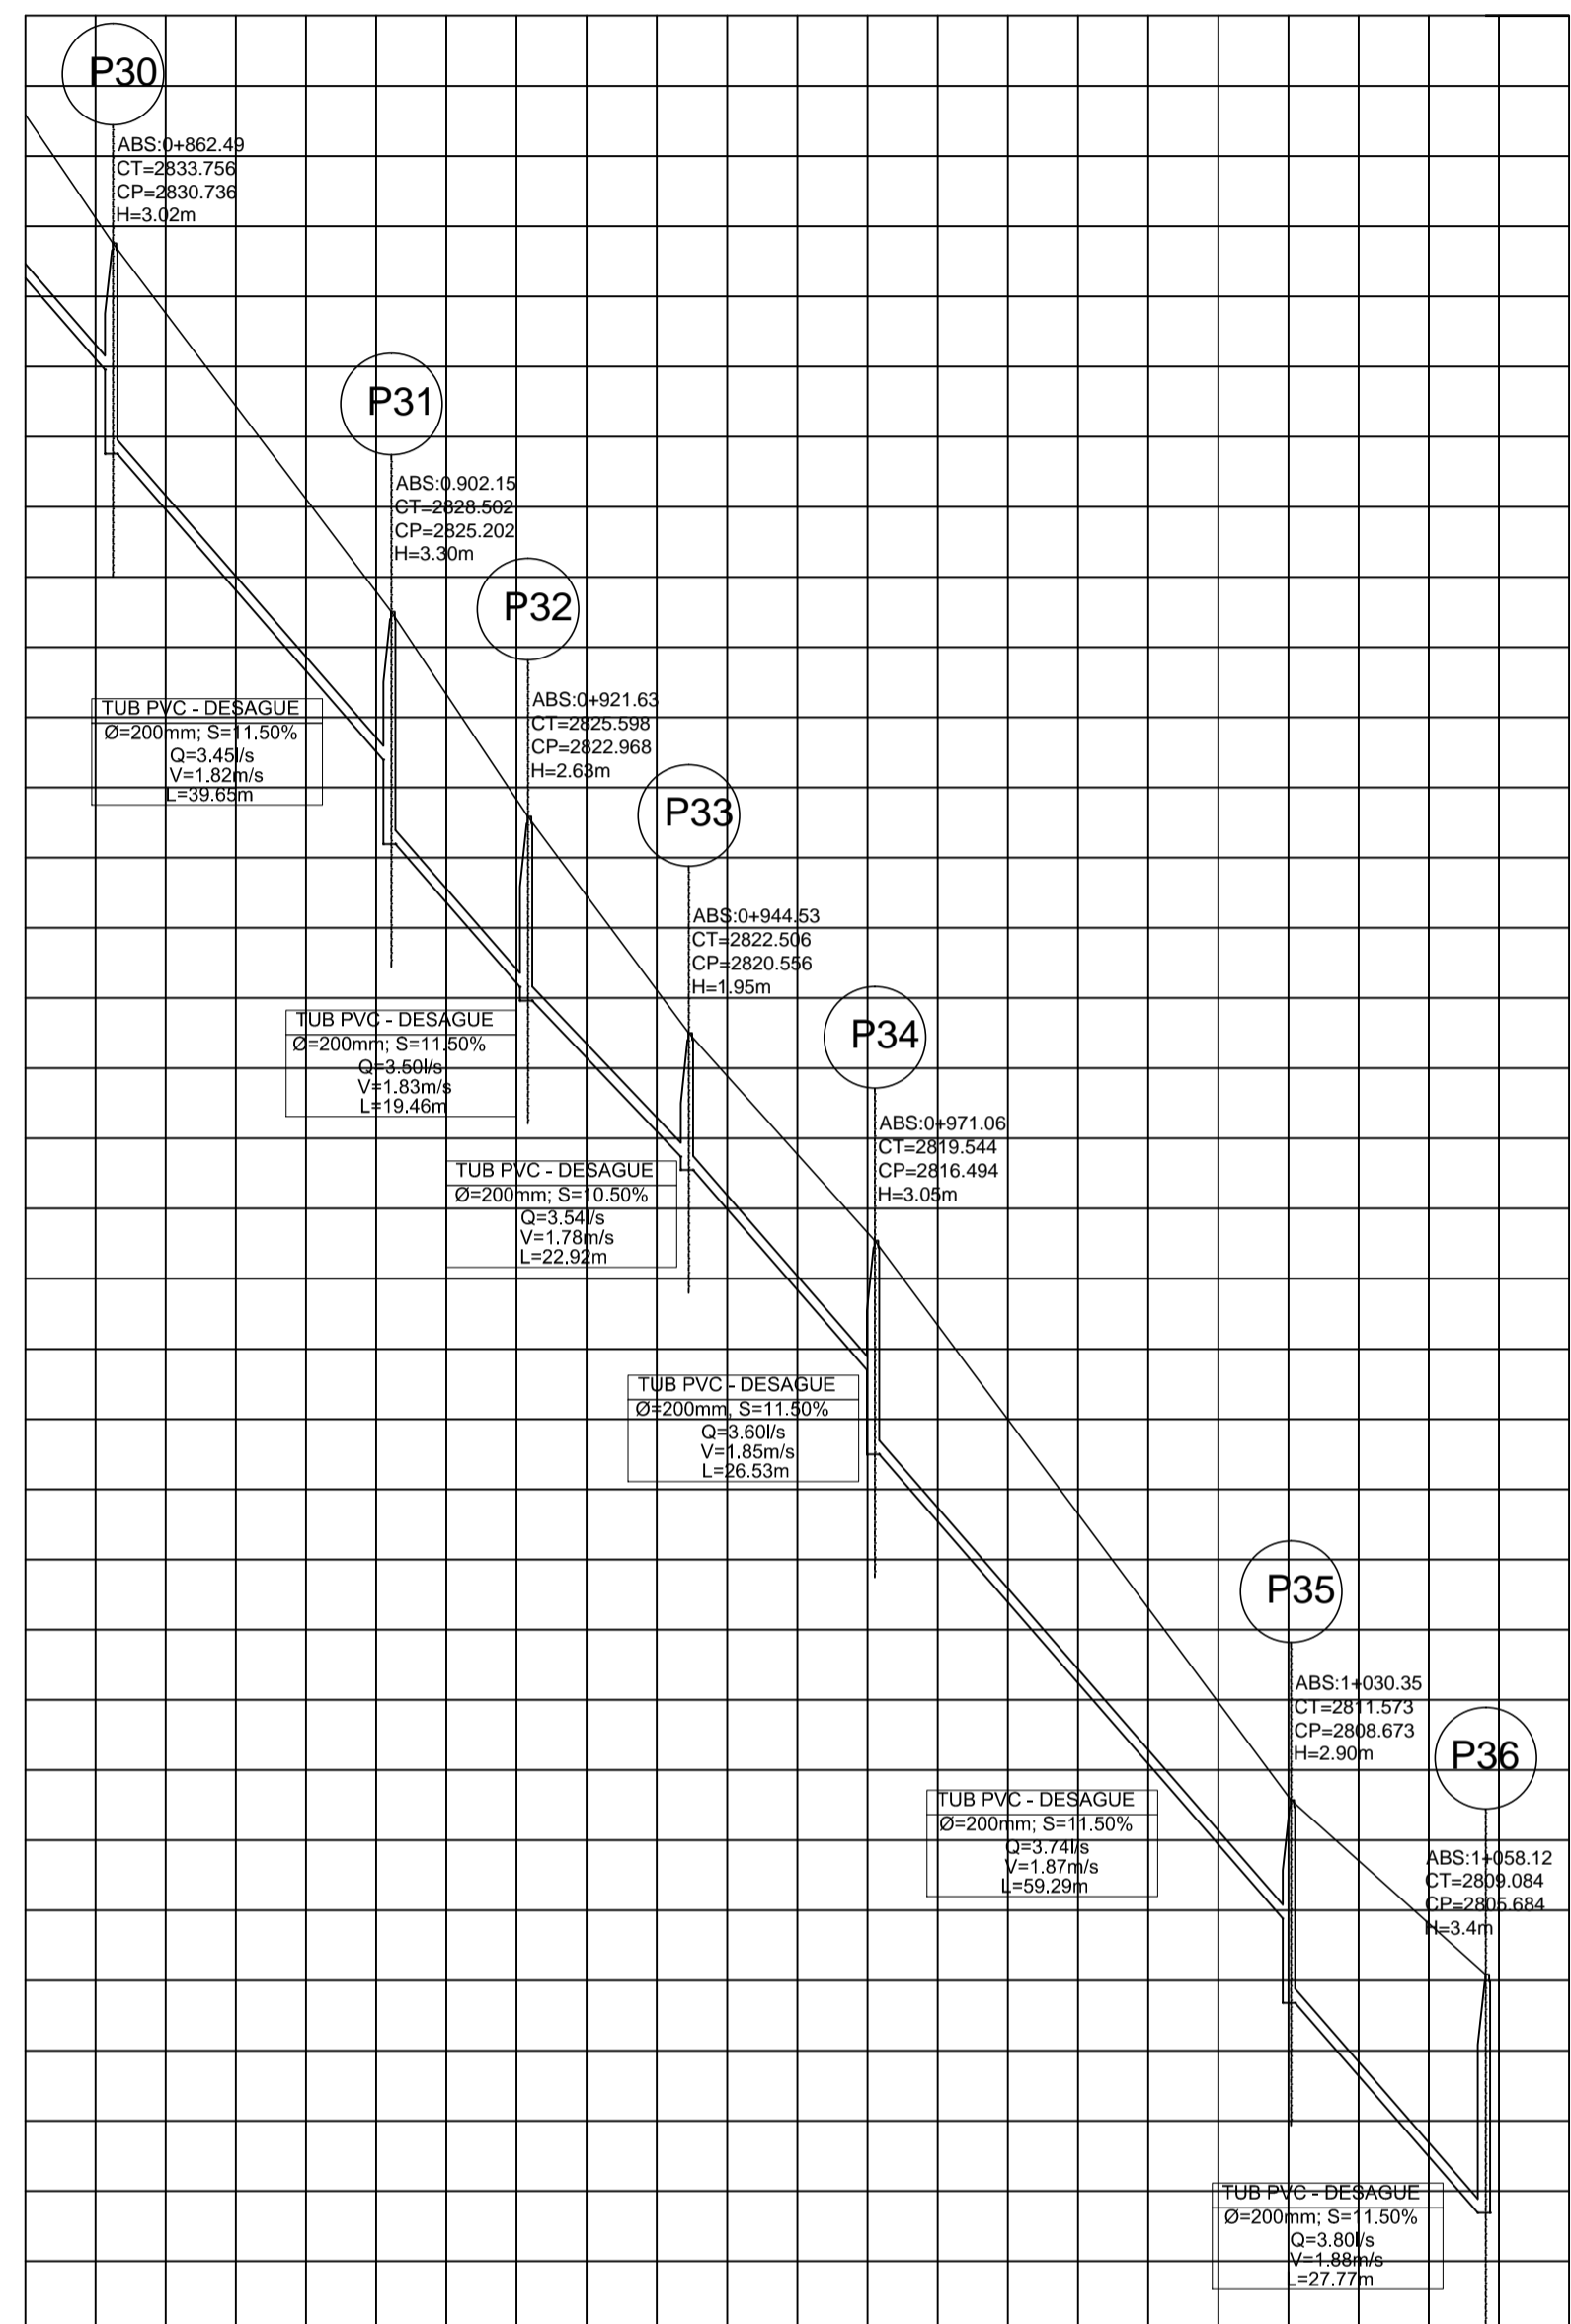 P30
ABS:0+862.49
CT=2833.756
CP=2830.736
H=3.02m
P31
ABS:0.902.15
CT=2828.502
CP=2825.202
H=3.30m
P32
ABS:0+921.63
CT=2825.598
CP=2822.968
H=2.63m
TUB PVC - DESAGUE
Ø=200mm; S=11.50%
Q=3.45l/s
V=1.82m/s
L=39.65m
P33
ABS:0+944.53
CT=2822.506
CP=2820.556
H=1.95m
TUB PVC - DESAGUE
Ø=200mm; S=11.50%
Q=3.50l/s
V=1.83m/s
L=19.46m
P34
ABS:0+971.06
CT=2819.544
CP=2816.494
H=3.05m
TUB PVC - DESAGUE
Ø=200mm; S=10.50%
Q=3.54l/s
V=1.78m/s
L=22.92m
TUB PVC - DESAGUE
Ø=200mm, S=11.50%
Q=3.60l/s
V=1.85m/s
L=26.53m
P35
ABS:1+030.35
CT=2811.573
CP=2808.673
H=2.90m
P36
ABS:1+058.12
CT=2809.084
CP=2805.684
H=3.4m
TUB PVC - DESAGUE
Ø=200mm; S=11.50%
Q=3.74l/s
V=1.87m/s
L=59.29m
TUB PVC - DESAGUE
Ø=200mm; S=11.50%
Q=3.80l/s
V=1.88m/s
L=27.77m